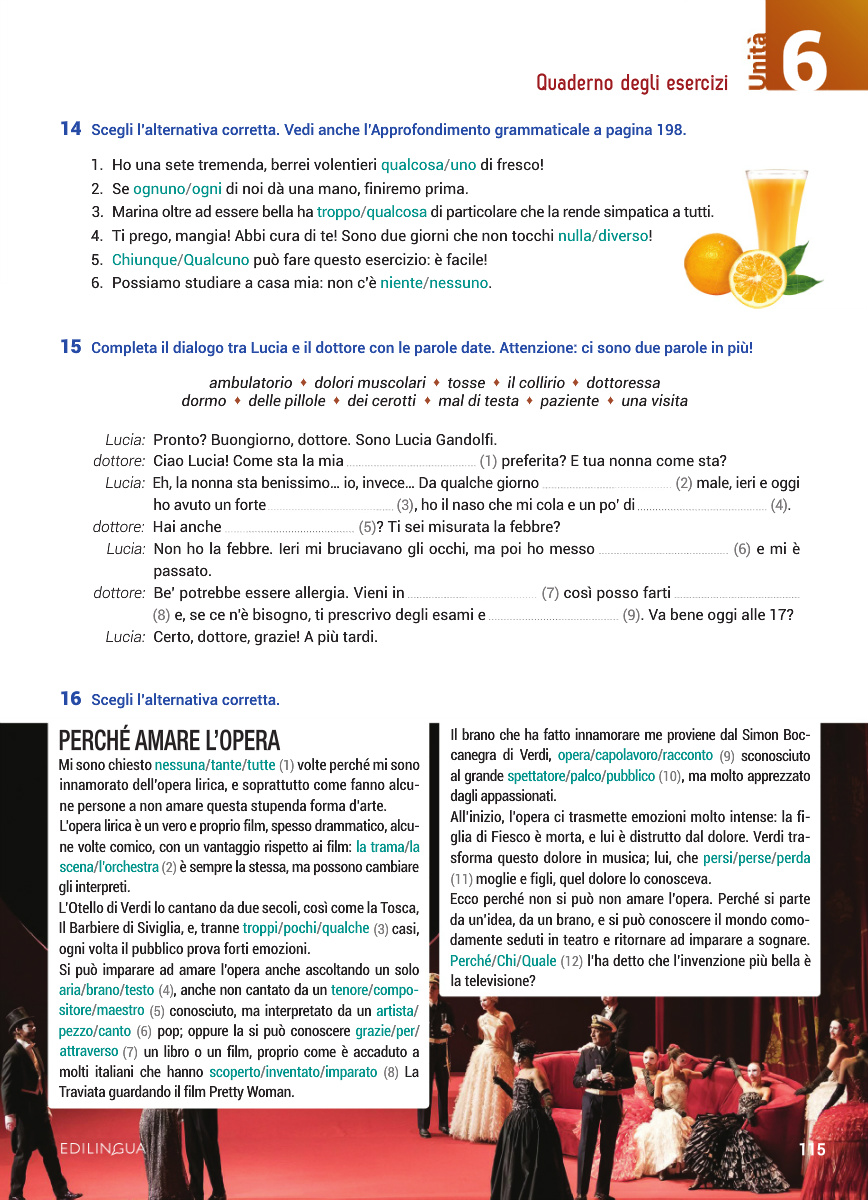 Quaderno degli esercizi
Unità 6
14 Scegli l'alternativa corretta. Vedi anche l'Approfondimento grammaticale a pagina 198.
1. Ho una sete tremenda, berrei volentieri qualcosa/uno di fresco!
2. Se ognuno/ogni di noi dà una mano, finiremo prima.
3. Marina oltre ad essere bella ha troppo/qualcosa di particolare che la rende simpatica a tutti.
4. Ti prego, mangia! Abbi cura di te! Sono due giorni che non tocchi nulla/diverso!
5. Chiunque/Qualcuno può fare questo esercizio: è facile!
6. Possiamo studiare a casa mia: non c'è niente/nessuno.
15 Completa il dialogo tra Lucia e il dottore con le parole date. Attenzione: ci sono due parole in più!
ambulatorio ♦ dolori muscolari ♦ tosse ♦ il collirio ♦ dottoressa
dormo ♦ delle pillole ♦ dei cerotti ♦ mal di testa ♦ paziente ♦ una visita
Lucia: Pronto? Buongiorno, dottore. Sono Lucia Gandolfi.
dottore: Ciao Lucia! Come sta la mia .................... (1) preferita? E tua nonna come sta?
Lucia: Eh, la nonna sta benissimo... io, invece... Da qualche giorno .................... (2) male, ieri e oggi
ho avuto un forte .................... (3), ho il naso che mi cola e un po' di .................... (4).
dottore: Hai anche .................... (5)? Ti sei misurata la febbre?
Lucia: Non ho la febbre. Ieri mi bruciavano gli occhi, ma poi ho messo .................... (6) e mi è
passato.
dottore: Be' potrebbe essere allergia. Vieni in .................... (7) così posso farti ....................
(8) e, se ce n'è bisogno, ti prescrivo degli esami e .................... (9). Va bene oggi alle 17?
Lucia: Certo, dottore, grazie! A più tardi.
16 Scegli l'alternativa corretta.
PERCHÉ AMARE L'OPERA
Mi sono chiesto nessuna/tante/tutte (1) volte perché mi sono
innamorato dell'opera lirica, e soprattutto come fanno alcu-
ne persone a non amare questa stupenda forma d'arte.
L'opera lirica è un vero e proprio film, spesso drammatico, alcu-
ne volte comico, con un vantaggio rispetto ai film: la trama/la
scena/l'orchestra (2) è sempre la stessa, ma possono cambiare
gli interpreti.
L'Otello di Verdi lo cantano da due secoli, così come la Tosca,
Il Barbiere di Siviglia, e, tranne troppi/pochi/qualche (3) casi,
ogni volta il pubblico prova forti emozioni.
Si può imparare ad amare l'opera anche ascoltando un solo
aria/brano/testo (4), anche non cantato da un tenore/compo-
sitore/maestro (5) conosciuto, ma interpretato da un artista/
pezzo/canto (6) pop; oppure la si può conoscere grazie/per/
attraverso (7) un libro o un film, proprio come è accaduto a
molti italiani che hanno scoperto/inventato/imparato (8) La
Traviata guardando il film Pretty Woman.
Il brano che ha fatto innamorare me proviene dal Simon Boc-
canegra di Verdi, opera/capolavoro/racconto (9) sconosciuto
al grande spettatore/palco/pubblico (10), ma molto apprezzato
dagli appassionati.
All'inizio, l'opera ci trasmette emozioni molto intense: la fi-
glia di Fiesco è morta, e lui è distrutto dal dolore. Verdi tra-
sforma questo dolore in musica; lui, che persi/perse/perda
(11) moglie e figli, quel dolore lo conosceva.
Ecco perché non si può non amare l'opera. Perché si parte
da un'idea, da un brano, e si può conoscere il mondo como-
damente seduti in teatro e ritornare ad imparare a sognare.
Perché/Chi/Quale (12) l'ha detto che l'invenzione più bella è
la televisione?
EDILINGUA
115